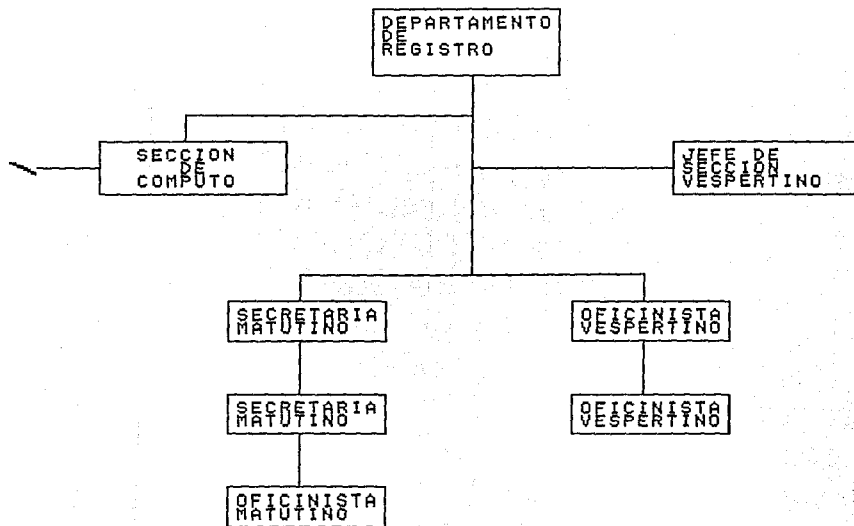 DEPARTAMENTO
DE
REGISTRO
SECCION
DE
COMPUTO
JEFE DE
SECCION
VESPERTINO
SECRETARIA
MATUTINO
OFICINISTA
VESPERTINO
SECRETARIA
MATUTINO
OFICINISTA
VESPERTINO
OFICINISTA
MATUTINO